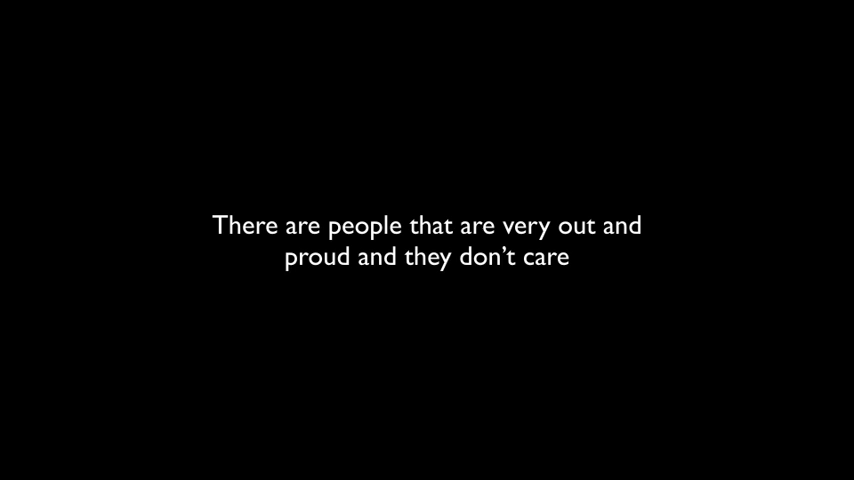 There are people that are very out and
proud and they don’t care